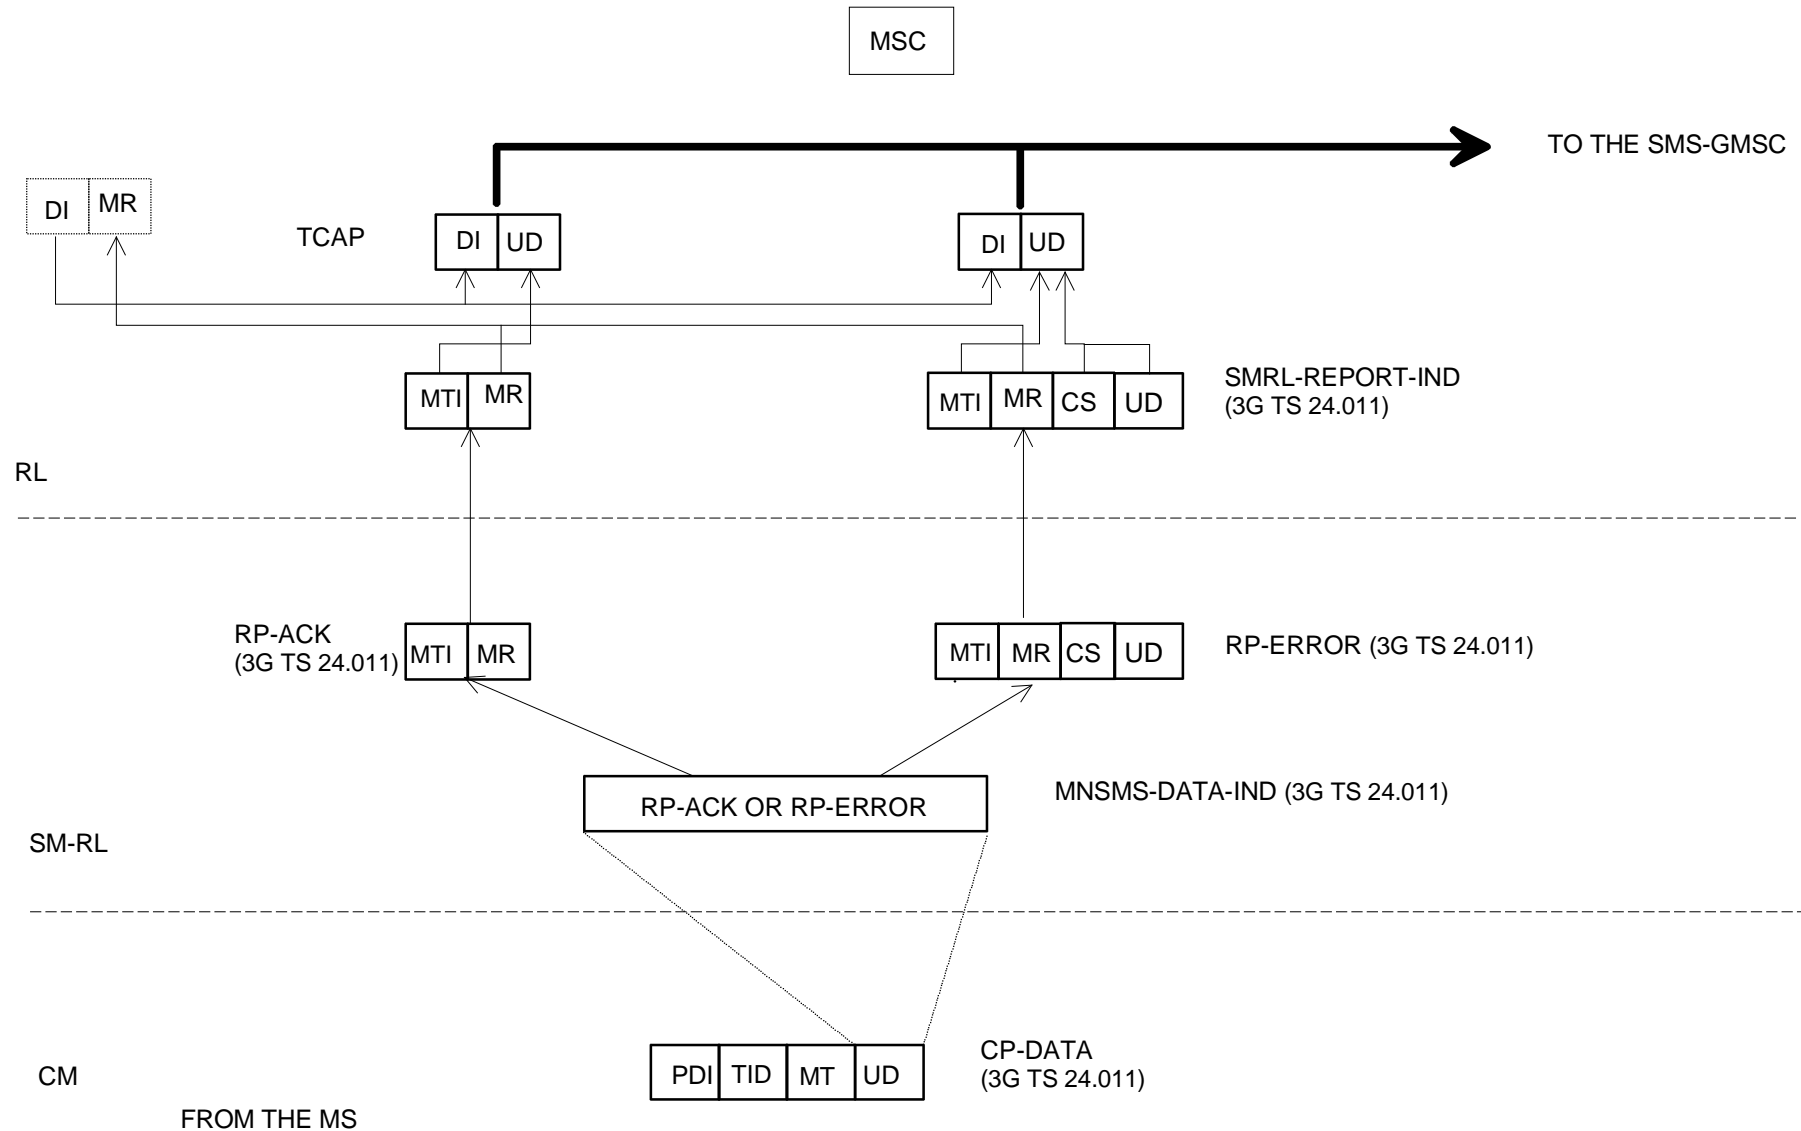 MSC
TO THE SMS-GMSC
DI MR
TCAP
DI UD
DI UD
MTI MR
MTI MR CS UD
SMRL-REPORT-IND
(3G TS 24.011)
RL
RP-ACK
(3G TS 24.011)
MTI MR
MTI MR CS UD
RP-ERROR (3G TS 24.011)
RP-ACK OR RP-ERROR
MNSMS-DATA-IND (3G TS 24.011)
SM-RL
CM
PDI TID MT UD
CP-DATA
(3G TS 24.011)
FROM THE MS